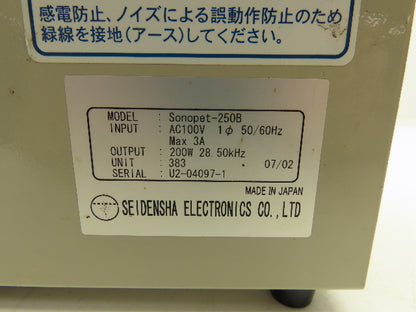 感電防止、ノイズによる誤動作防止のため
緑線を接地(アース)してください。
MODEL : Sonopet-250B
INPUT : AC100V 1φ 50/60Hz
Max 3A
OUTPUT : 200W 28.50kHz
UNIT : 383 07/02
SERIAL : U2-04097-1
MADE IN JAPAN
SEIDENSHA ELECTRONICS CO.,LTD